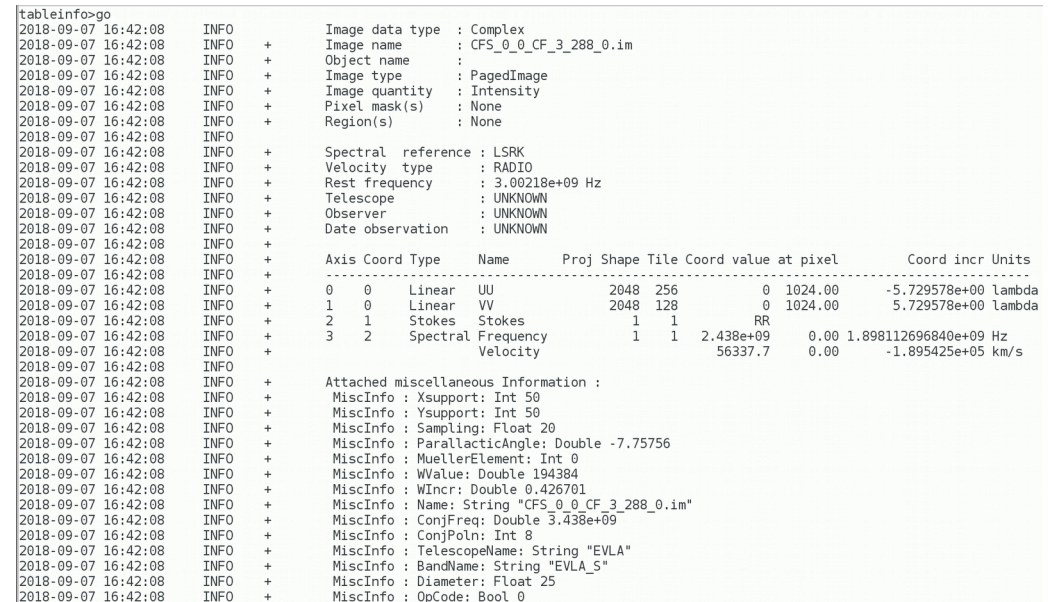 tableinfo>go
2018-09-07 16:42:08 INFO Image data type : Complex
2018-09-07 16:42:08 INFO + Image name : CFS_0_0_CF_3_288_0.im
2018-09-07 16:42:08 INFO + Object name :
2018-09-07 16:42:08 INFO + Image type : PagedImage
2018-09-07 16:42:08 INFO + Image quantity : Intensity
2018-09-07 16:42:08 INFO + Pixel mask(s) : None
2018-09-07 16:42:08 INFO + Region(s) : None
2018-09-07 16:42:08 INFO
2018-09-07 16:42:08 INFO + Spectral reference : LSRK
2018-09-07 16:42:08 INFO + Velocity type : RADIO
2018-09-07 16:42:08 INFO + Rest frequency : 3.00218e+09 Hz
2018-09-07 16:42:08 INFO + Telescope : UNKNOWN
2018-09-07 16:42:08 INFO + Observer : UNKNOWN
2018-09-07 16:42:08 INFO + Date observation : UNKNOWN
2018-09-07 16:42:08 INFO +
2018-09-07 16:42:08 INFO + Axis Coord Type Name Proj Shape Tile Coord value at pixel Coord incr Units
2018-09-07 16:42:08 INFO + --------------------------------------------------------------------------------------------
2018-09-07 16:42:08 INFO + 0 0 Linear UU 2048 256 0 1024.00 -5.729578e+00 lambda
2018-09-07 16:42:08 INFO + 1 0 Linear VV 2048 128 0 1024.00 5.729578e+00 lambda
2018-09-07 16:42:08 INFO + 2 1 Stokes Stokes 1 1 RR
2018-09-07 16:42:08 INFO + 3 2 Spectral Frequency 1 1 2.438e+09 0.00 1.898112696840e+09 Hz
2018-09-07 16:42:08 INFO + Velocity 56337.7 0.00 -1.895425e+05 km/s
2018-09-07 16:42:08 INFO
2018-09-07 16:42:08 INFO + Attached miscellaneous Information :
2018-09-07 16:42:08 INFO + MiscInfo : Xsupport: Int 50
2018-09-07 16:42:08 INFO + MiscInfo : Ysupport: Int 50
2018-09-07 16:42:08 INFO + MiscInfo : Sampling: Float 20
2018-09-07 16:42:08 INFO + MiscInfo : ParallacticAngle: Double -7.75756
2018-09-07 16:42:08 INFO + MiscInfo : MuellerElement: Int 0
2018-09-07 16:42:08 INFO + MiscInfo : WValue: Double 194384
2018-09-07 16:42:08 INFO + MiscInfo : WIncr: Double 0.426701
2018-09-07 16:42:08 INFO + MiscInfo : Name: String "CFS_0_0_CF_3_288_0.im"
2018-09-07 16:42:08 INFO + MiscInfo : ConjFreq: Double 3.438e+09
2018-09-07 16:42:08 INFO + MiscInfo : ConjPoln: Int 8
2018-09-07 16:42:08 INFO + MiscInfo : TelescopeName: String "EVLA"
2018-09-07 16:42:08 INFO + MiscInfo : BandName: String "EVLA_S"
2018-09-07 16:42:08 INFO + MiscInfo : Diameter: Float 25
2018-09-07 16:42:08 INFO + MiscInfo : OpCode: Bool 0